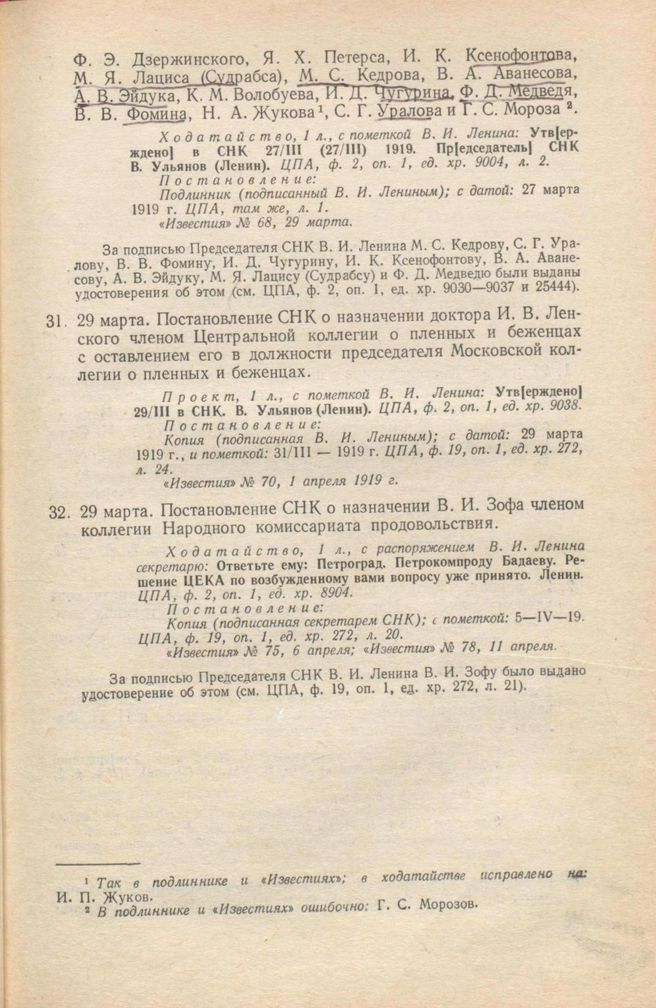 Ф. Э. Дзержинского, Я. Х. Петерса, И. К. Ксенофонтова,
М. Я. Лациса (Судрабса), М. С. Кедрова, В. А. Аванесова,
А. В. Эйдука, К. М. Волобуева, И. Д. Чугурина, Ф. Д. Медведя,
В. В. Фомина, Н. А. Жукова¹, С. Г. Уралова и Г. С. Мороза².
Ходатайство, 1 л., с пометкой В. И. Ленина: Утв[ер-
ждено] в СНК 27/III (27/III) 1919. Пр[едседатель] СНК
В. Ульянов (Ленин). ЦПА, ф. 2, оп. 1, ед. хр. 9004, л. 2.
Постановление:
Подлинник (подписанный В. И. Лениным); с датой: 27 марта
1919 г. ЦПА, там же, л. 1.
«Известия» № 68, 29 марта.
За подписью Председателя СНК В. И. Ленина М. С. Кедрову, С. Г. Ура-
лову, В. В. Фомину, И. Д. Чугурину, И. К. Ксенофонтову, В. А. Аване-
сову, А. В. Эйдуку, М. Я. Лацису (Судрабсу) и Ф. Д. Медведю были выданы
удостоверения об этом (см. ЦПА, ф. 2, оп. 1, ед. хр. 9030—9037 и 25444).
31. 29 марта. Постановление СНК о назначении доктора И. В. Лен-
ского членом Центральной коллегии о пленных и беженцах
с оставлением его в должности председателя Московской кол-
легии о пленных и беженцах.
Проект, 1 л., с пометкой В. И. Ленина: Утв[ерждено]
29/III в СНК. В. Ульянов (Ленин). ЦПА, ф. 2, оп. 1, ед. хр. 9038.
Постановление:
Копия (подписанная В. И. Лениным); с датой: 29 марта
1919 г., и пометкой: 31/III — 1919 г. ЦПА, ф. 19, оп. 1, ед. хр. 272,
л. 24.
«Известия» № 70, 1 апреля 1919 г.
32. 29 марта. Постановление СНК о назначении В. И. Зофа членом
коллегии Народного комиссариата продовольствия.
Ходатайство, 1 л., с распоряжением В. И. Ленина
секретарю: Ответьте ему: Петроград. Петрокомпроду Бадаеву. Ре-
шение ЦЕКА по возбужденному вами вопросу уже принято. Ленин.
ЦПА, ф. 2, оп. 1, ед. хр. 8904.
Постановление:
Копия (подписанная секретарем СНК); с пометкой: 5—IV—19.
ЦПА, ф. 19, оп. 1, ед. хр. 272, л. 20.
«Известия» № 75, 6 апреля; «Известия» № 78, 11 апреля.
За подписью Председателя СНК В. И. Ленина В. И. Зофу было выдано
удостоверение об этом (см. ЦПА, ф. 19, оп. 1, ед. хр. 272, л. 21).
¹ Так в подлиннике и «Известиях»; в ходатайстве исправлено на:
И. П. Жуков.
² В подлиннике и «Известиях» ошибочно: Г. С. Морозов.